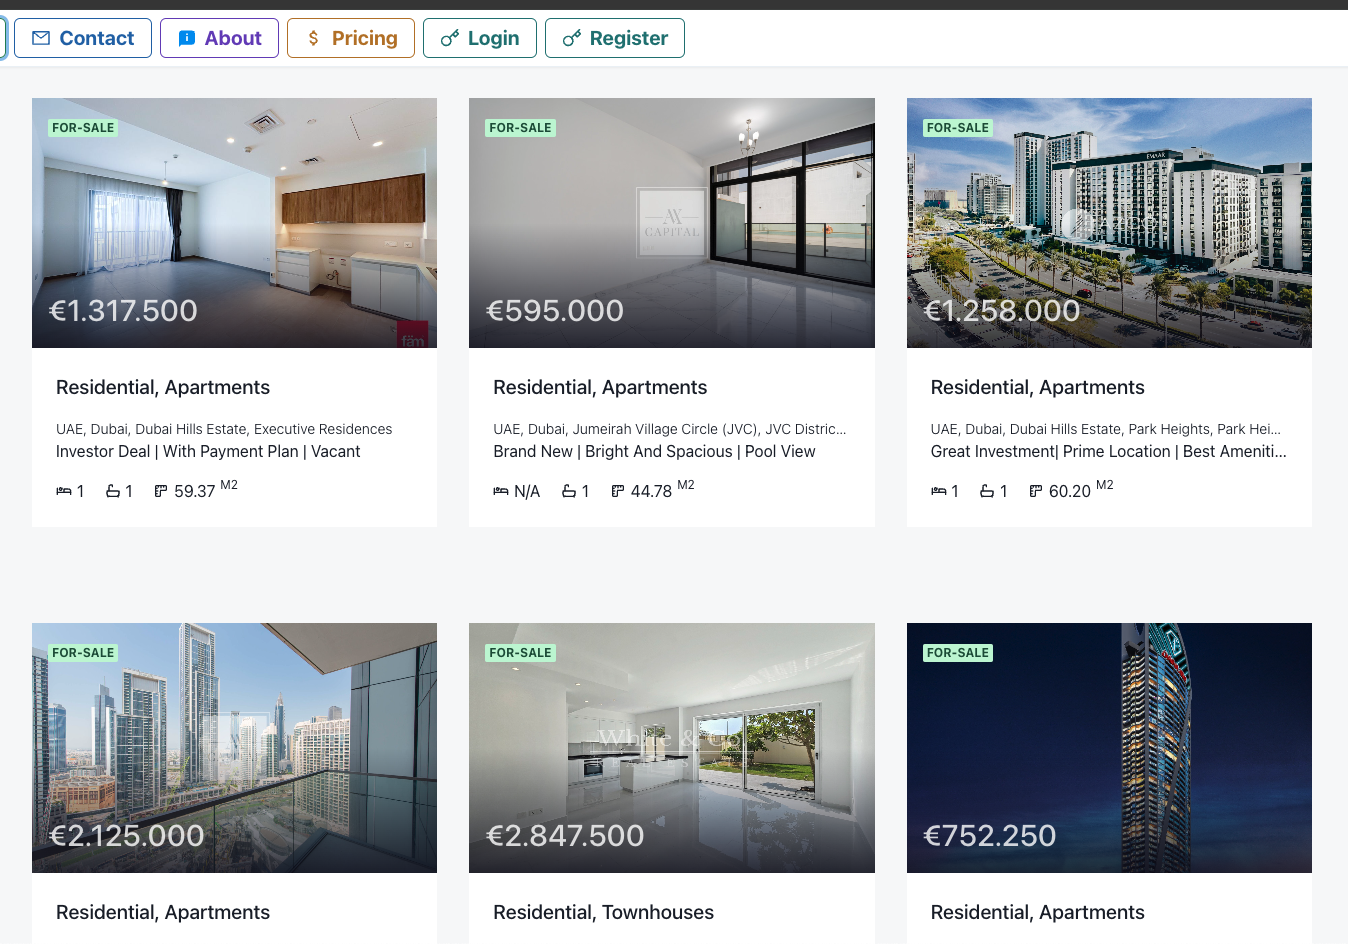 Contact
About
Pricing
Login
Register
FOR-SALE
€1.317.500
fäm
Residential, Apartments
UAE, Dubai, Dubai Hills Estate, Executive Residences
Investor Deal | With Payment Plan | Vacant
1 1 59.37 M2
FOR-SALE
AX
CAPITAL
€595.000
Residential, Apartments
UAE, Dubai, Jumeirah Village Circle (JVC), JVC Distric...
Brand New | Bright And Spacious | Pool View
N/A 1 44.78 M2
FOR-SALE
EMAAR
€1.258.000
Residential, Apartments
UAE, Dubai, Dubai Hills Estate, Park Heights, Park Hei...
Great Investment| Prime Location | Best Ameniti...
1 1 60.20 M2
FOR-SALE
€2.125.000
Residential, Apartments
FOR-SALE
White & Co
€2.847.500
Residential, Townhouses
FOR-SALE
€752.250
Residential, Apartments